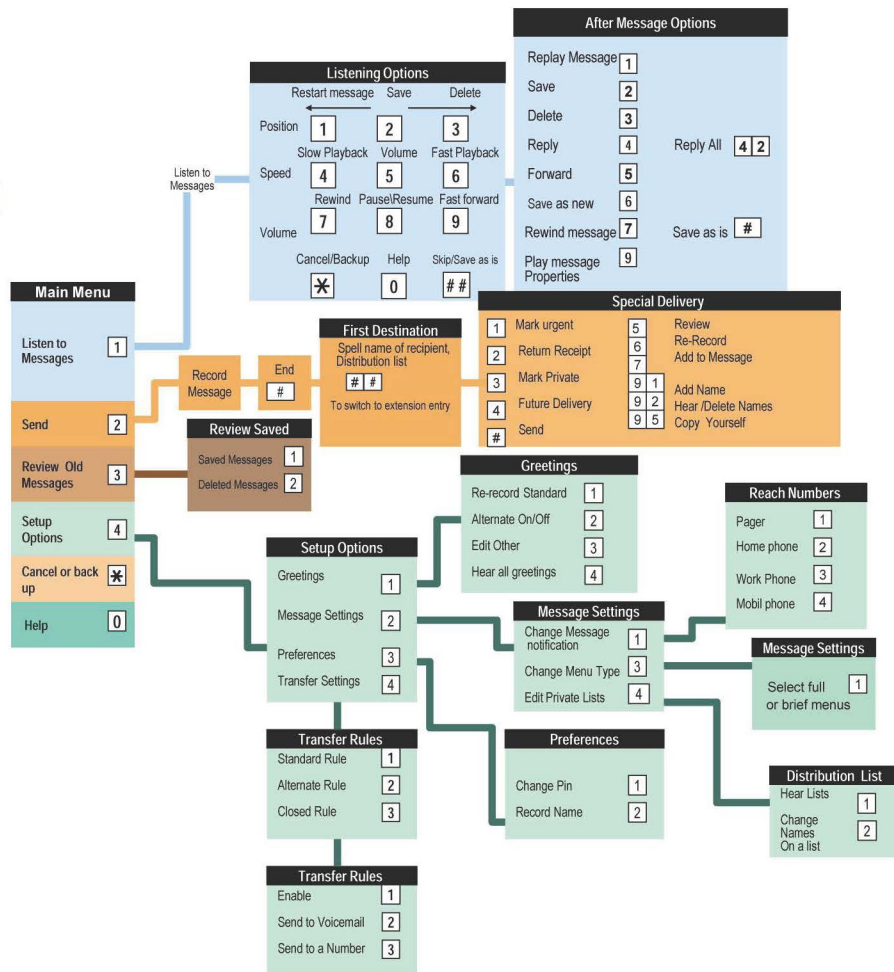 After Message Options
Replay Message 1
Save 2
Delete 3
Reply 4 Reply All 4 2
Forward 5
Save as new 6
Rewind message 7 Save as is #
Play message 9
Properties
Listening Options
Restart message Save Delete
Position 1 2 3
Slow Playback Volume Fast Playback
Speed 4 5 6
Rewind Pause\Resume Fast forward
Volume 7 8 9
Cancel/Backup Help Skip/Save as is
* 0 # #
Listen to
Messages
Main Menu
Listen to
Messages 1
Send 2
Review Old
Messages 3
Setup
Options 4
Cancel or back
up *
Help 0
Record
Message
End
#
First Destination
Spell name of recipient,
Distribution list
# #
To switch to extension entry
Special Delivery
1 Mark urgent
2 Return Receipt
3 Mark Private
4 Future Delivery
# Send
5 Review
6 Re-Record
7 Add to Message
9 1 Add Name
9 2 Hear /Delete Names
9 5 Copy Yourself
Review Saved
Saved Messages 1
Deleted Messages 2
Greetings
Re-record Standard 1
Alternate On/Off 2
Edit Other 3
Hear all greetings 4
Reach Numbers
Pager 1
Home phone 2
Work Phone 3
Mobil phone 4
Setup Options
Greetings 1
Message Settings 2
Preferences 3
Transfer Settings 4
Message Settings
Change Message
notification 1
Change Menu Type 3
Edit Private Lists 4
Message Settings
Select full 1
or brief menus
Transfer Rules
Standard Rule 1
Alternate Rule 2
Closed Rule 3
Preferences
Change Pin 1
Record Name 2
Distribution List
Hear Lists 1
Change 2
Names
On a list
Transfer Rules
Enable 1
Send to Voicemail 2
Send to a Number 3